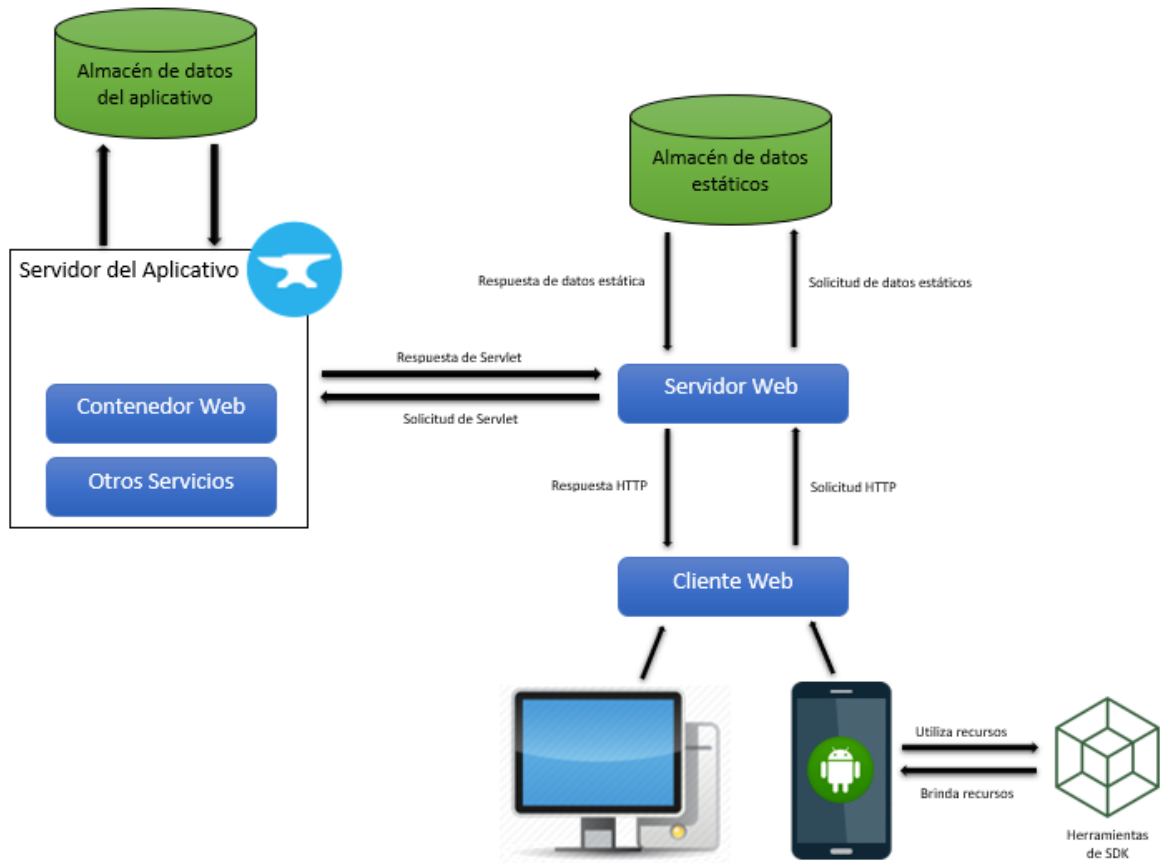 Almacén de datos
del aplicativo
Almacén de datos
estáticos
Servidor del Aplicativo
Respuesta de datos estática
Solicitud de datos estáticos
Respuesta de Servlet
Servidor Web
Contenedor Web
Solicitud de Servlet
Otros Servicios
Respuesta HTTP
Solicitud HTTP
Cliente Web
Utiliza recursos
Brinda recursos
Herramientas
de SDK